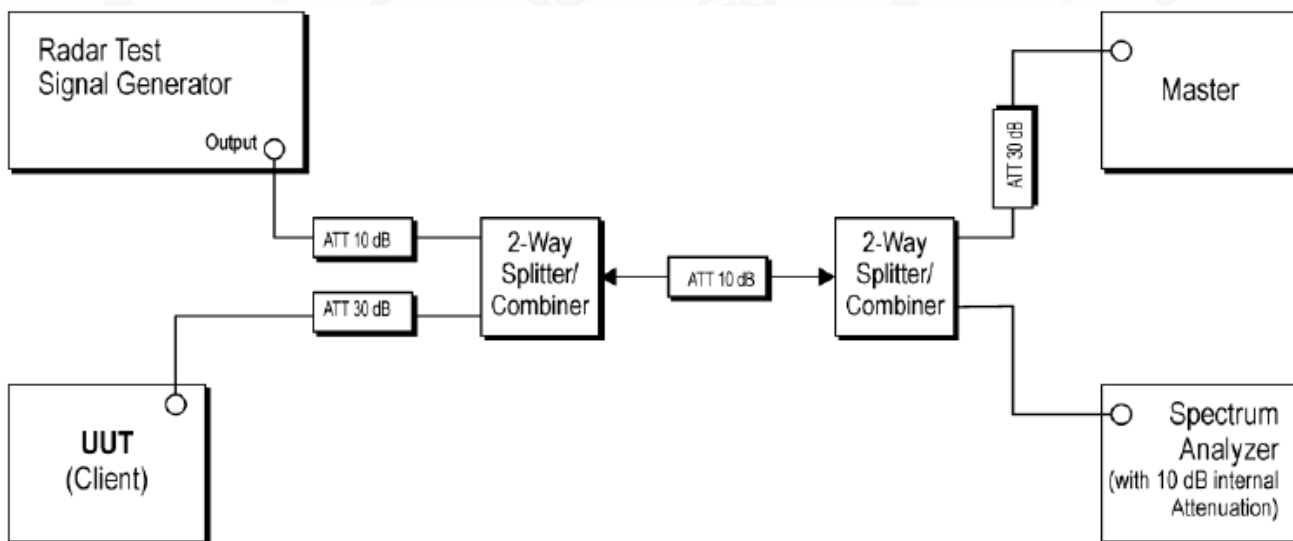 Radar Test
Signal Generator
Output
ATT 10 dB
ATT 30 dB
2-Way
Splitter/
Combiner
ATT 10 dB
2-Way
Splitter/
Combiner
ATT 30 dB
Master
UUT
(Client)
Spectrum
Analyzer
(with 10 dB internal
Attenuation)